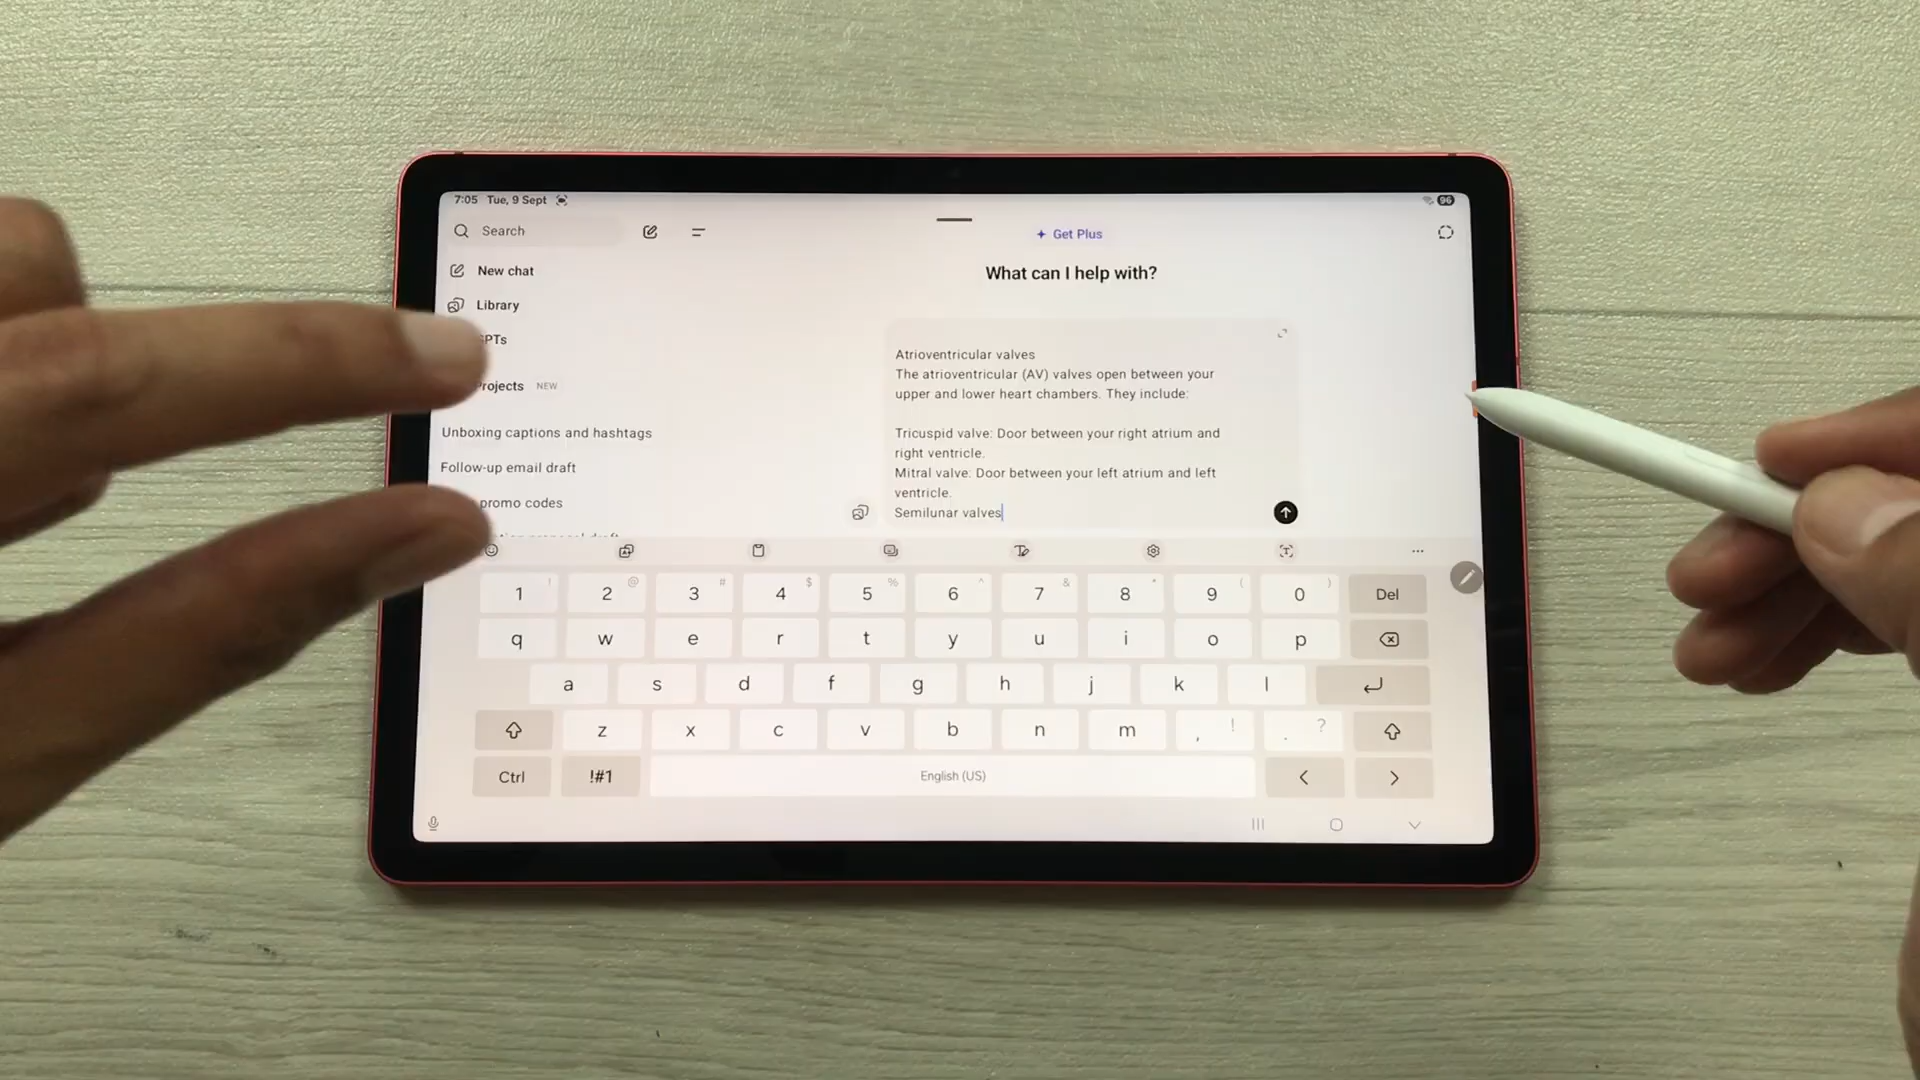 7:05 Tue, 9 Sept
96
Search
Get Plus
New chat
What can I help with?
Library
PTs
Projects NEW
Atrioventricular valves
The atrioventricular (AV) valves open between your
upper and lower heart chambers. They include:
Unboxing captions and hashtags
Tricuspid valve: Door between your right atrium and
right ventricle.
Follow-up email draft
Mitral valve: Door between your left atrium and left
ventricle.
promo codes
Semilunar valves
1 ! 2 @ 3 # 4 $ 5 % 6 ^ 7 & 8 * 9 ( 0 ) Del
q w e r t y u i o p
a s d f g h j k l
z x c v b n m , ! . ?
Ctrl !#1 English (US) < >